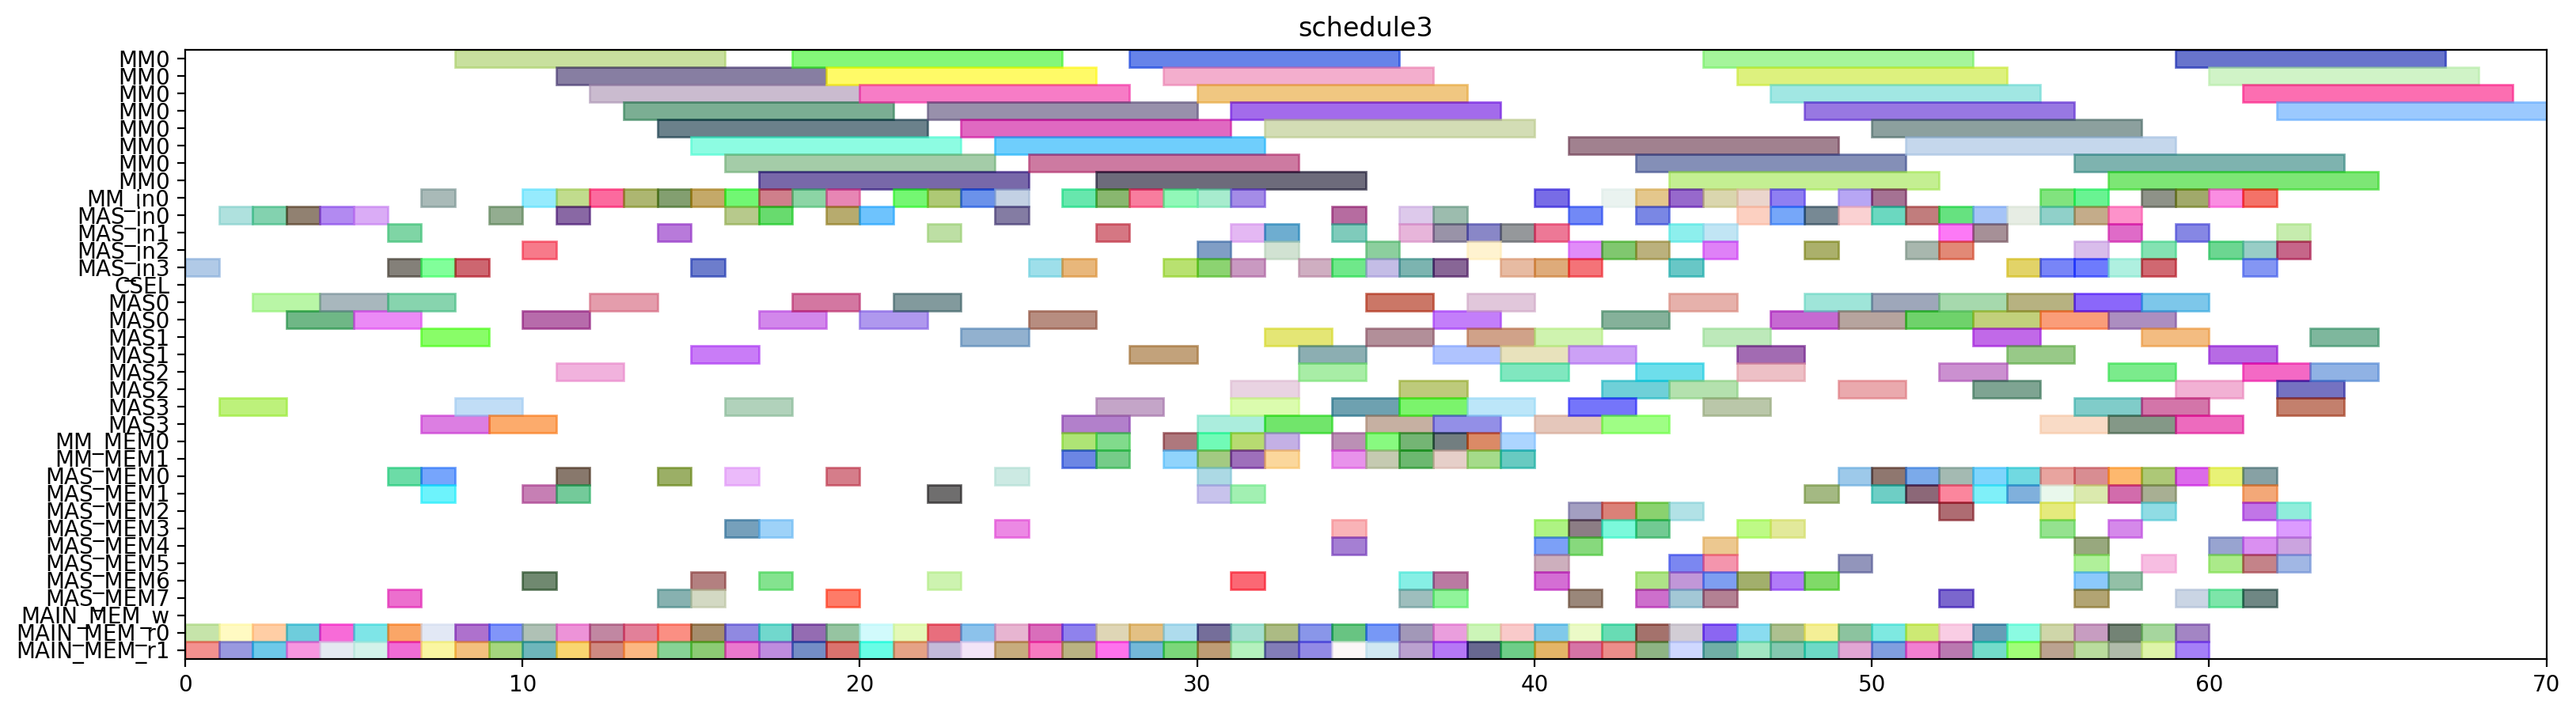 schedule3
MM0
MM0
MM0
MM0
MM0
MM0
MM0
MM0
MM_in0
MAS_in0
MAS_in1
MAS_in2
MAS_in3
CSEL
MAS0
MAS0
MAS1
MAS1
MAS2
MAS2
MAS3
MAS3
MM_MEM0
MM_MEM1
MAS_MEM0
MAS_MEM1
MAS_MEM2
MAS_MEM3
MAS_MEM4
MAS_MEM5
MAS_MEM6
MAS_MEM7
MAIN_MEM_w
MAIN_MEM_r0
MAIN_MEM_r1
0 10 20 30 40 50 60 70